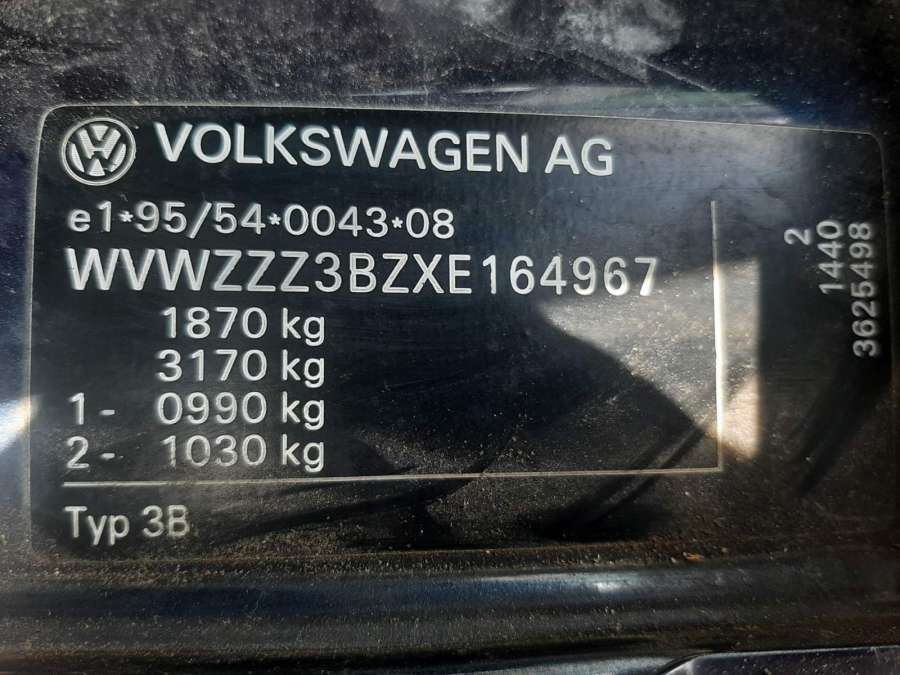 VOLKSWAGEN AG
e1*95/54*0043*08
WVWZZZ3BZXE164967
1870 kg
3170 kg
1- 0990 kg
2- 1030 kg
Typ 3B
2
1440
3625498